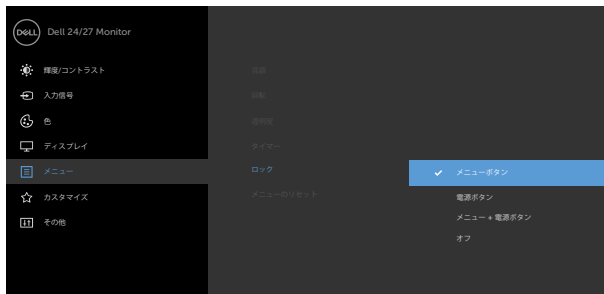 DELL
Dell 24/27 Monitor
輝度/コントラスト
入力信号
色
ディスプレイ
メニュー
カスタマイズ
その他
言語
回転
透明度
タイマー
ロック
メニューのリセット
メニューボタン
電源ボタン
メニュー + 電源ボタン
オフ